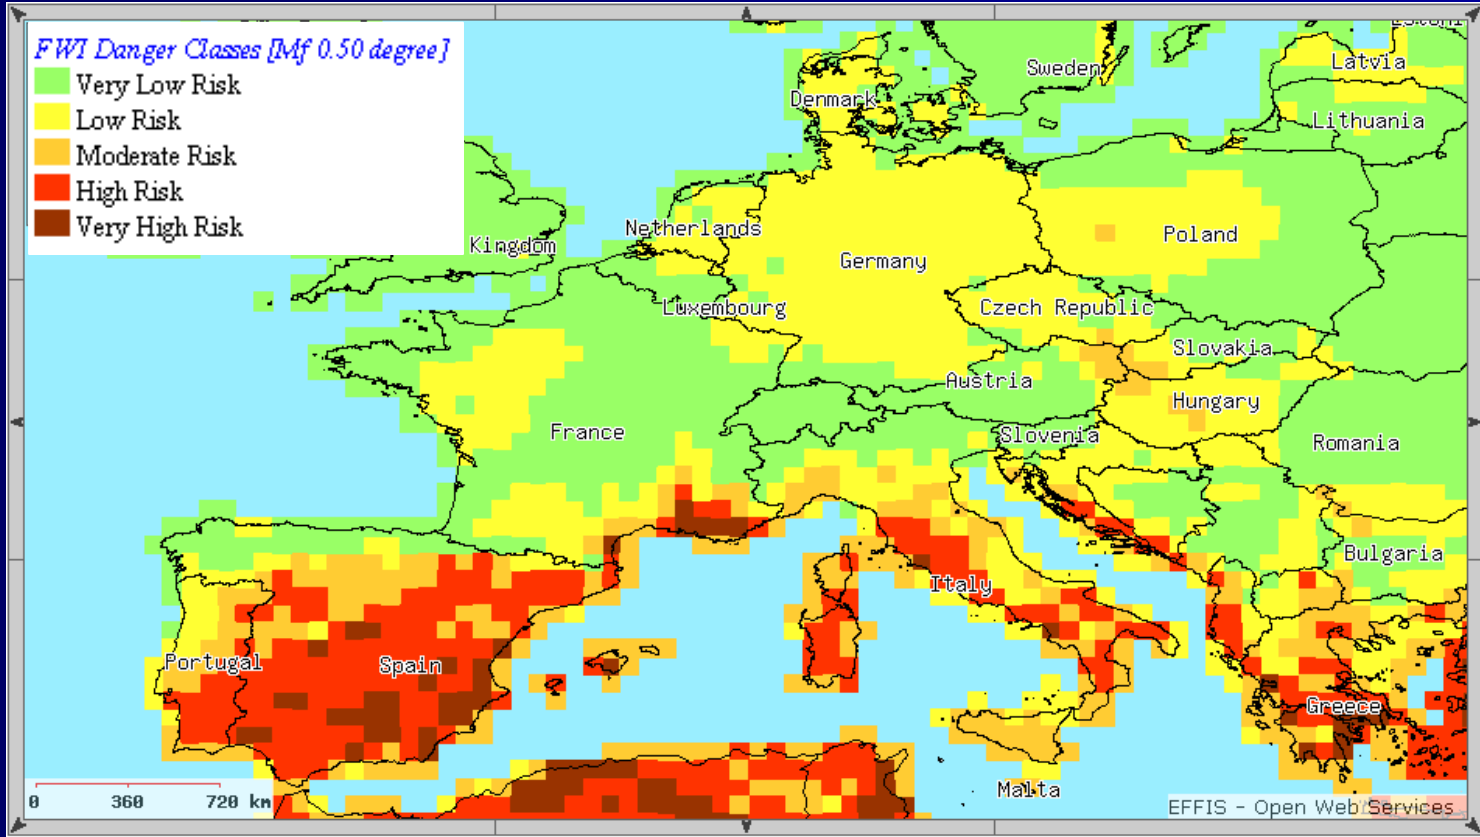 FWI Danger Classes [Mf 0.50 degree]
Very Low Risk
Low Risk
Moderate Risk
High Risk
Very High Risk
Latvia
Sweden
Denmark
Lithuania
Netherlands
Kingdom
Poland
Germany
Luxembourg
Czech Republic
Slovakia
Austria
Hungary
France
Slovenia
Romania
Bulgaria
Italy
Portugal
Spain
Greece
Malta
0 360 720 km
EFFIS - Open Web Services